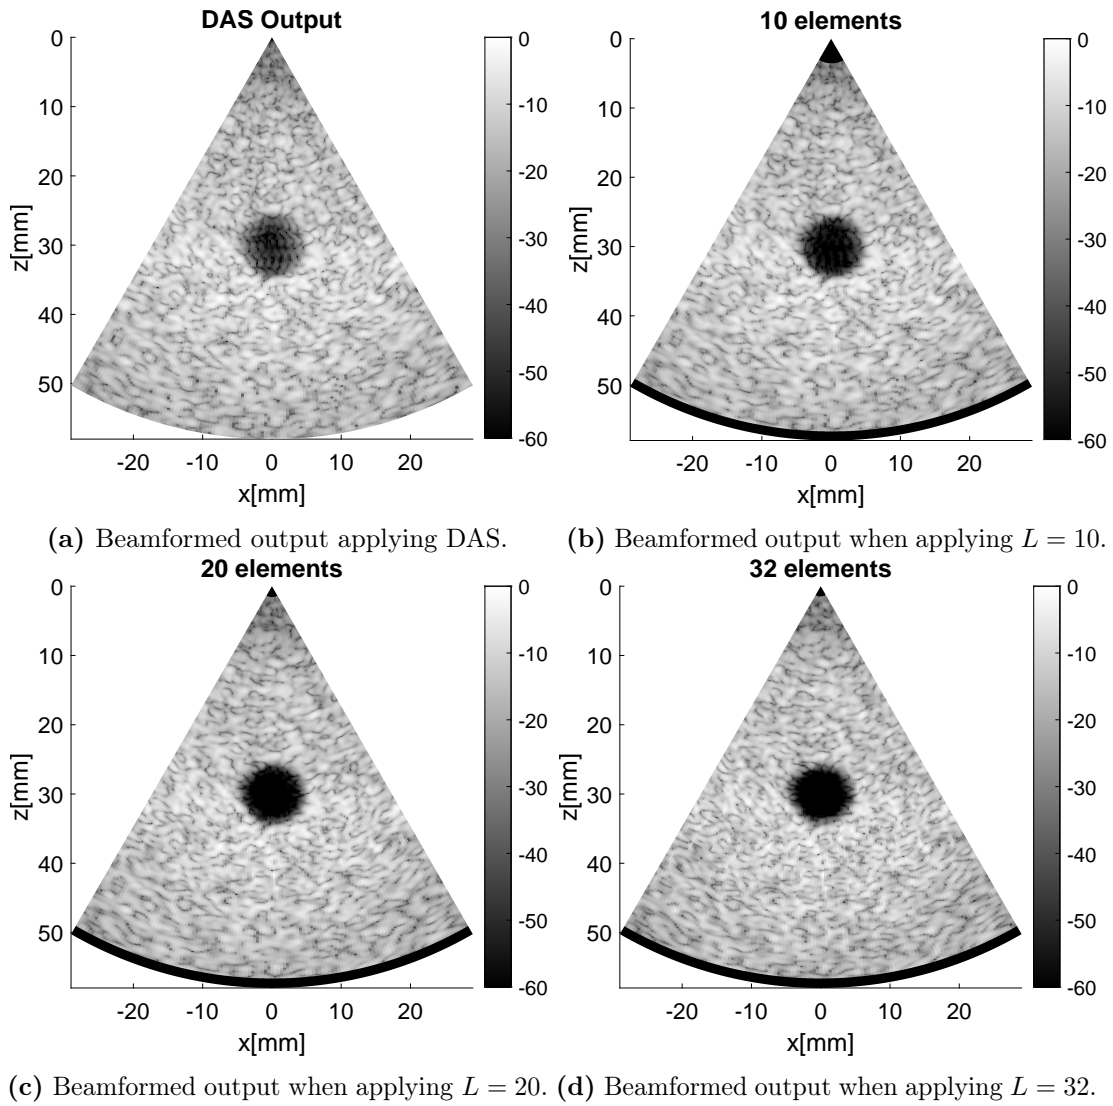 DAS Output
0
10
20
30
40
50
z[mm]
-20 -10 0 10 20
x[mm]
0
-10
-20
-30
-40
-50
-60
(a) Beamformed output applying DAS.
10 elements
0
10
20
30
40
50
z[mm]
-20 -10 0 10 20
x[mm]
0
-10
-20
-30
-40
-50
-60
(b) Beamformed output when applying L = 10.
20 elements
0
10
20
30
40
50
z[mm]
-20 -10 0 10 20
x[mm]
0
-10
-20
-30
-40
-50
-60
(c) Beamformed output when applying L = 20.
32 elements
0
10
20
30
40
50
z[mm]
-20 -10 0 10 20
x[mm]
0
-10
-20
-30
-40
-50
-60
(d) Beamformed output when applying L = 32.